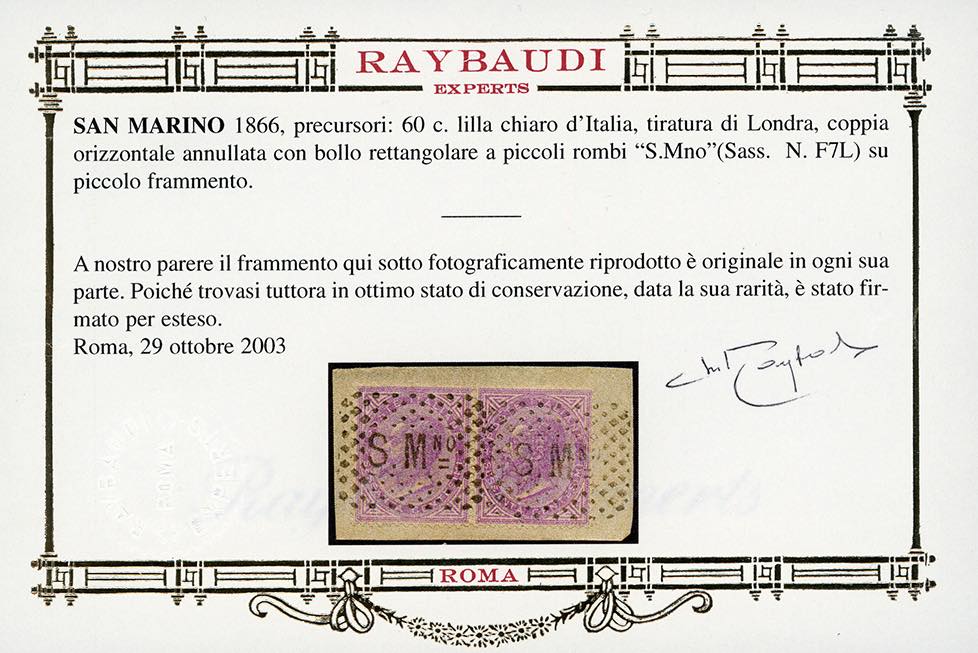 RAYBAUDI
EXPERTS
SAN MARINO 1866, precursori: 60 c. lilla chiaro d’Italia, tiratura di Londra, coppia
orizzontale annullata con bollo rettangolare a piccoli rombi “S.Mno”(Sass. N. F7L) su
piccolo frammento.
A nostro parere il frammento qui sotto fotograficamente riprodotto è originale in ogni sua
parte. Poiché trovasi tuttora in ottimo stato di conservazione, data la sua rarità, è stato fir-
mato per esteso.
Roma, 29 ottobre 2003
S.MNO
S MNO
ROMA
ROMA